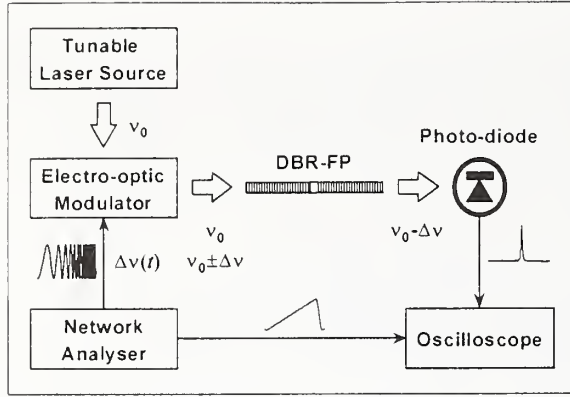 Tunable
Laser Source
ν₀
Photo-diode
DBR-FP
Electro-optic
Modulator
ν₀
ν₀±Δν
ν₀-Δν
Δν(t)
Network
Analyser
Oscilloscope